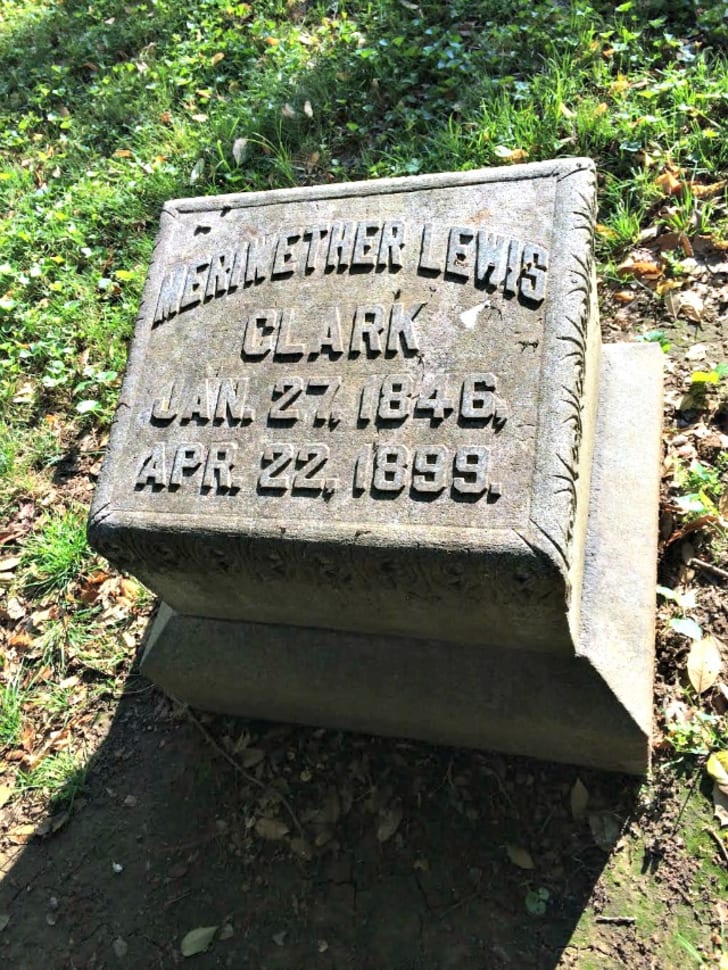 MERIWETHER LEWIS
CLARK
JAN. 27, 1846,
APR. 22, 1899.